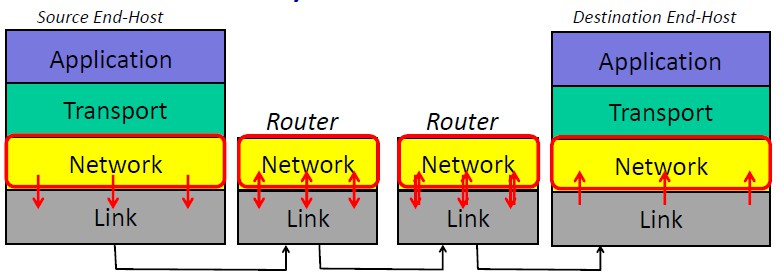 Source End-Host
Destination End-Host
Application
Application
Transport
Router
Router
Transport
Network
Network
Network
Network
Link
Link
Link
Link